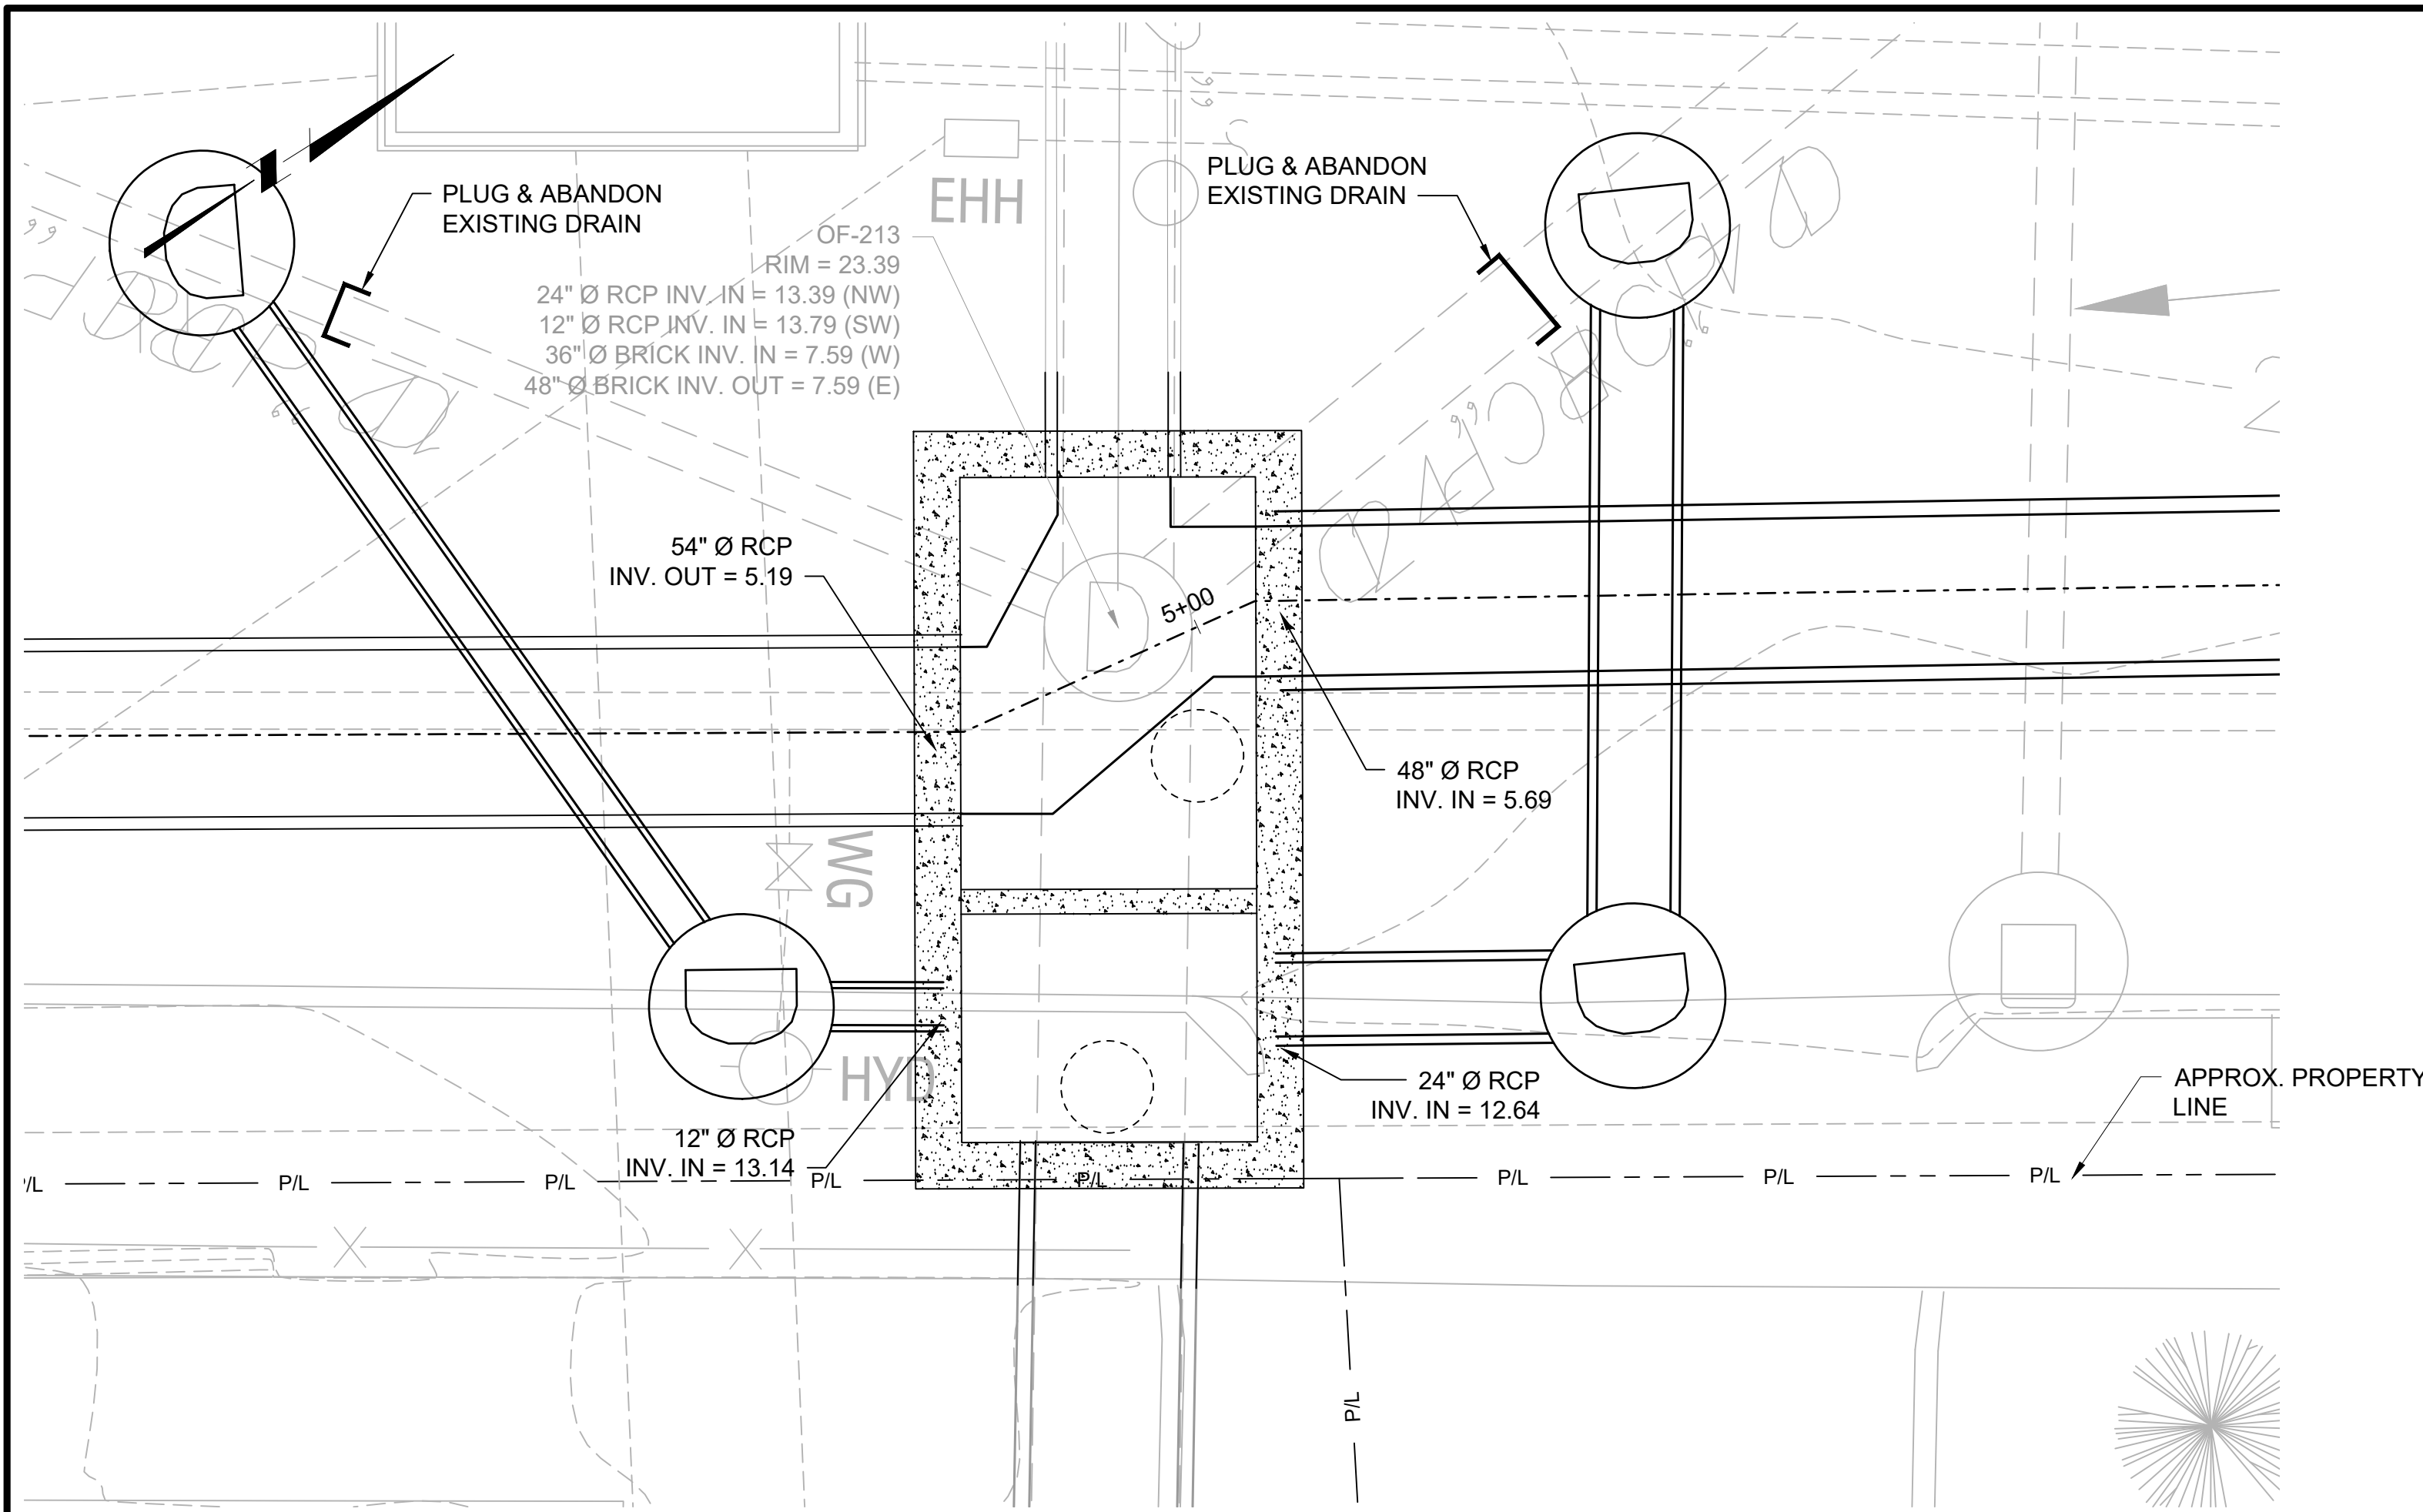 PLUG & ABANDON
EXISTING DRAIN
PLUG & ABANDON
EXISTING DRAIN
EHH
OF-213
RIM = 23.39
24" Ø RCP INV. IN = 13.39 (NW)
12" Ø RCP INV. IN = 13.79 (SW)
36" Ø BRICK INV. IN = 7.59 (W)
48" Ø BRICK INV. OUT = 7.59 (E)
54" Ø RCP
INV. OUT = 5.19
5+00
48" Ø RCP
INV. IN = 5.69
WG
HYD
24" Ø RCP
INV. IN = 12.64
APPROX. PROPERTY
LINE
12" Ø RCP
INV. IN = 13.14
P/L
P/L
P/L
P/L
P/L
P/L
P/L
P/L
P/L